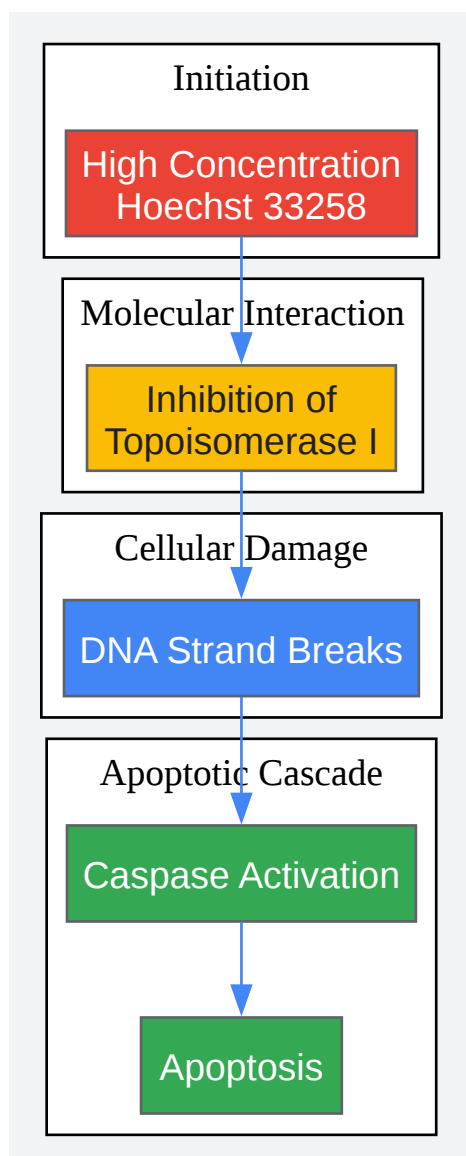 Initiation
High Concentration
Hoechst 33258
Molecular Interaction
Inhibition of
Topoisomerase I
Cellular Damage
DNA Strand Breaks
Apoptotic Cascade
Caspase Activation
Apoptosis